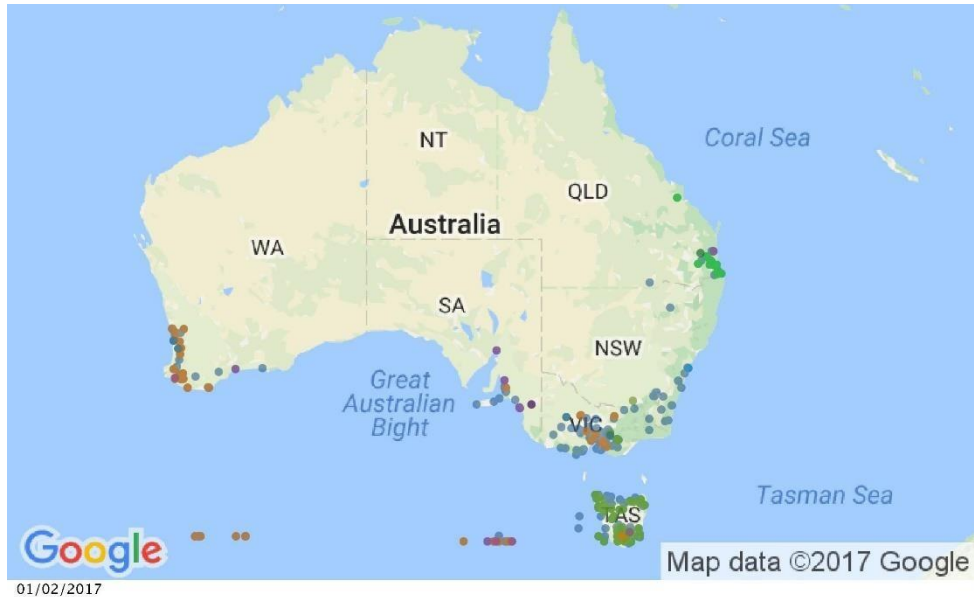 NT
Coral Sea
QLD
Australia
WA
SA
NSW
Great
Australian
Bight
VIC
Tasman Sea
TAS
Google
Map data ©2017 Google
01/02/2017